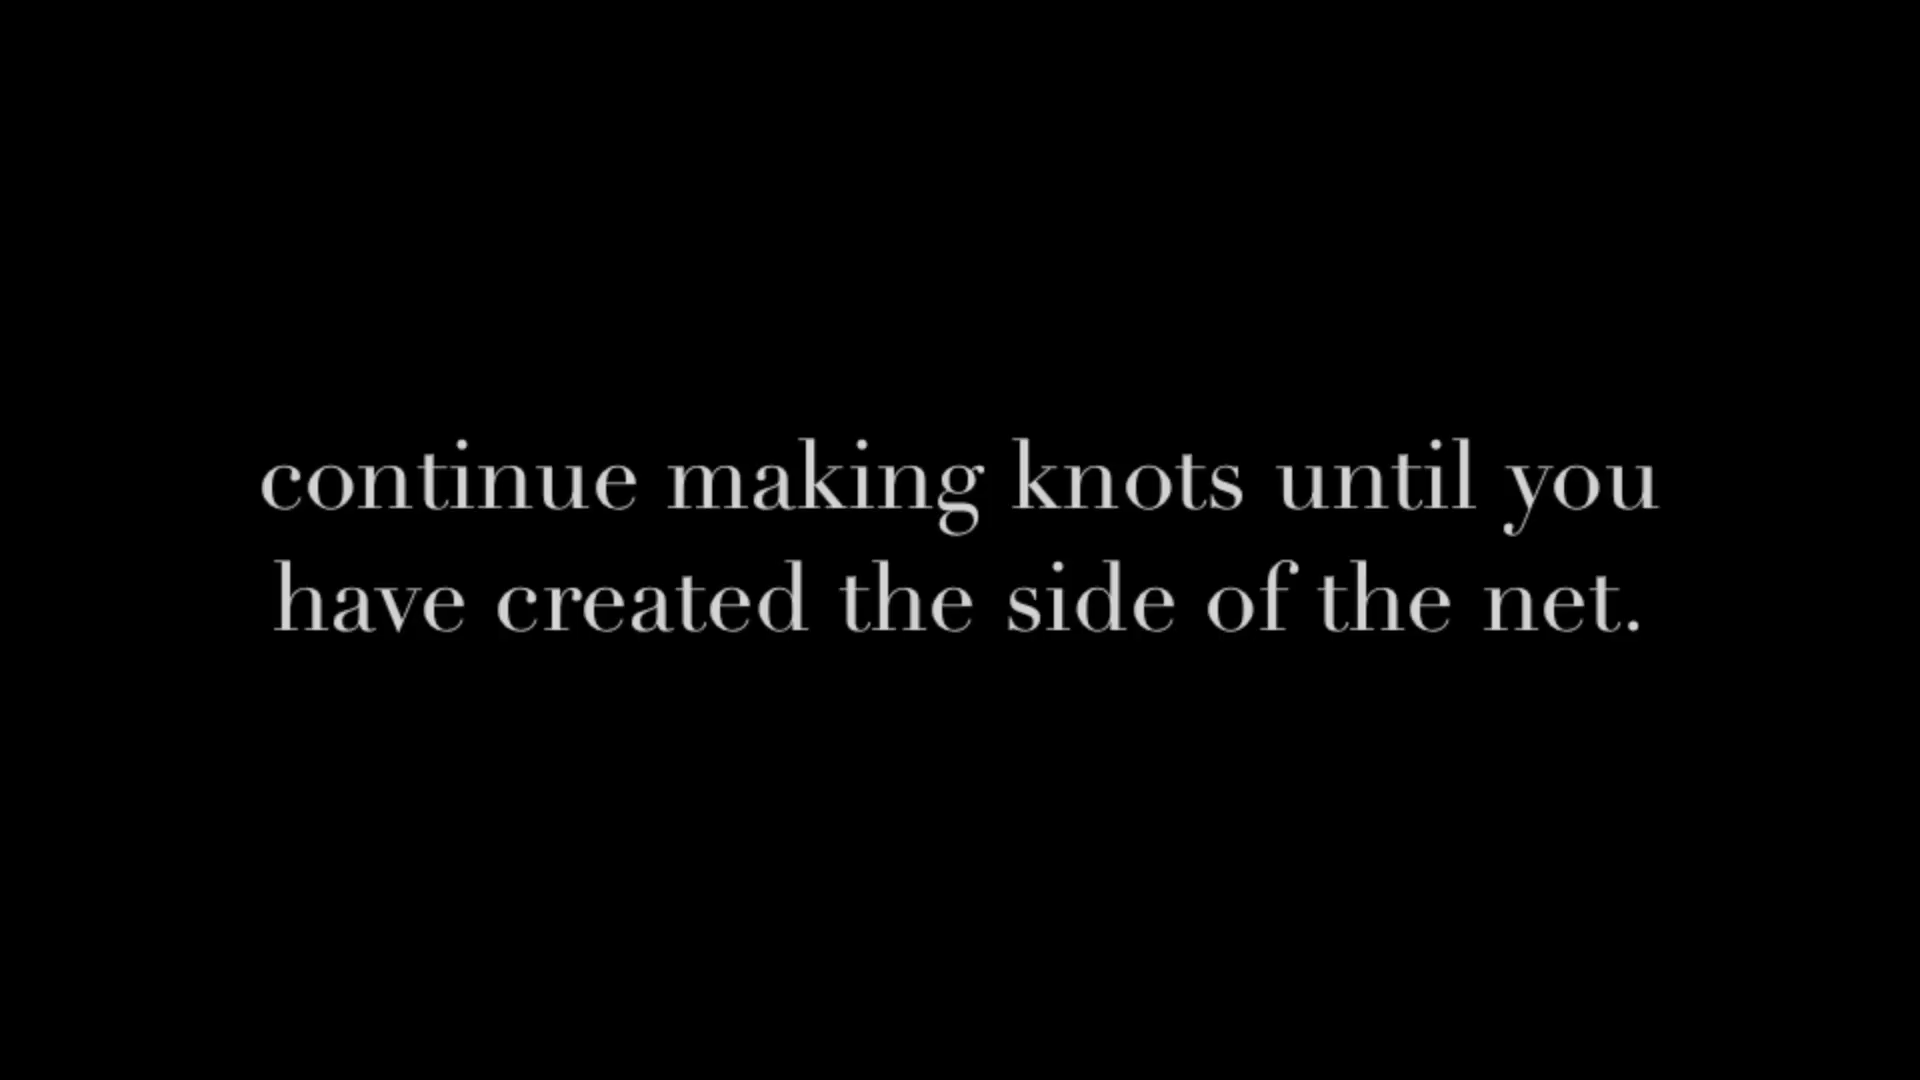 continue making knots until you
have created the side of the net.